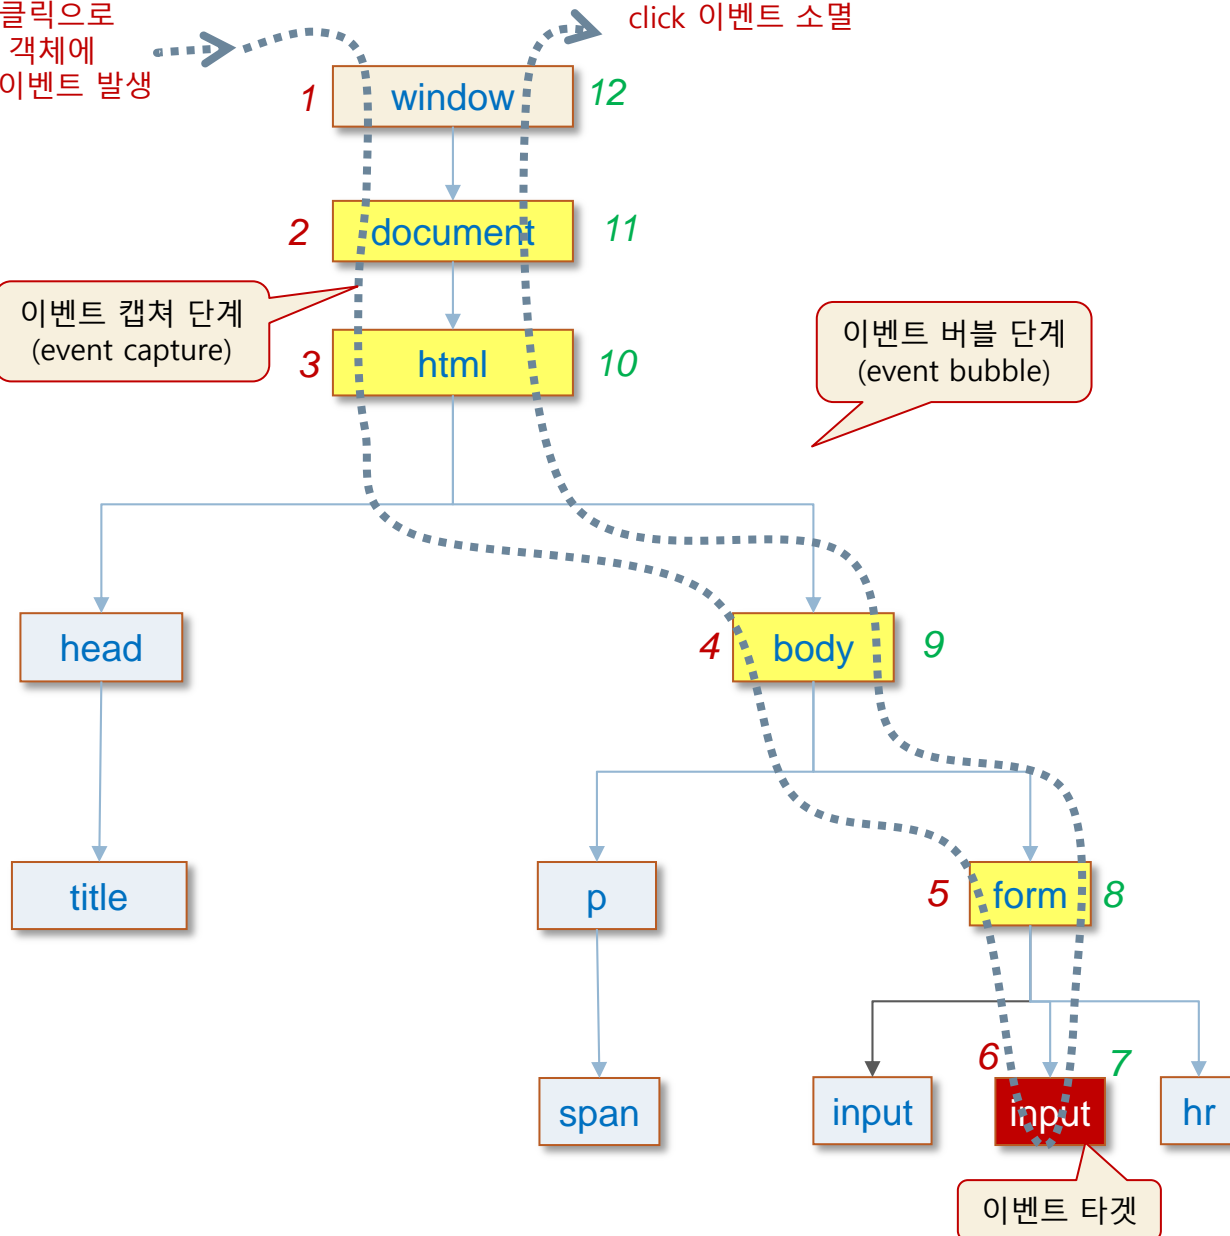 클릭으로
객체에
이벤트 발생
click 이벤트 소멸
1
window
12
2
document
11
이벤트 캡쳐 단계
(event capture)
3
html
10
이벤트 버블 단계
(event bubble)
head
4
body
9
title
p
5
form
8
6
7
span
input
input
hr
이벤트 타겟